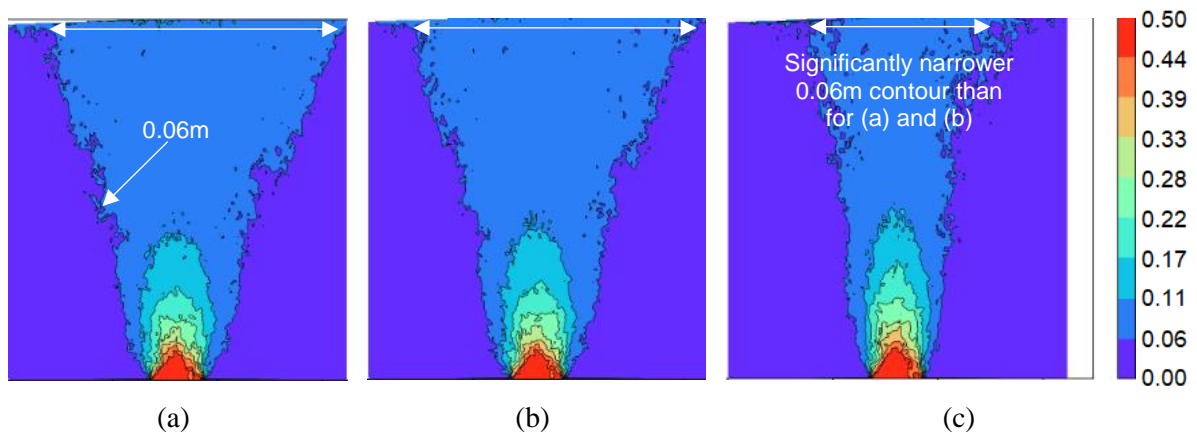 0.06m
Significantly narrower
0.06m contour than
for (a) and (b)
0.50
0.44
0.39
0.33
0.28
0.22
0.17
0.11
0.06
0.00
(a)
(b)
(c)